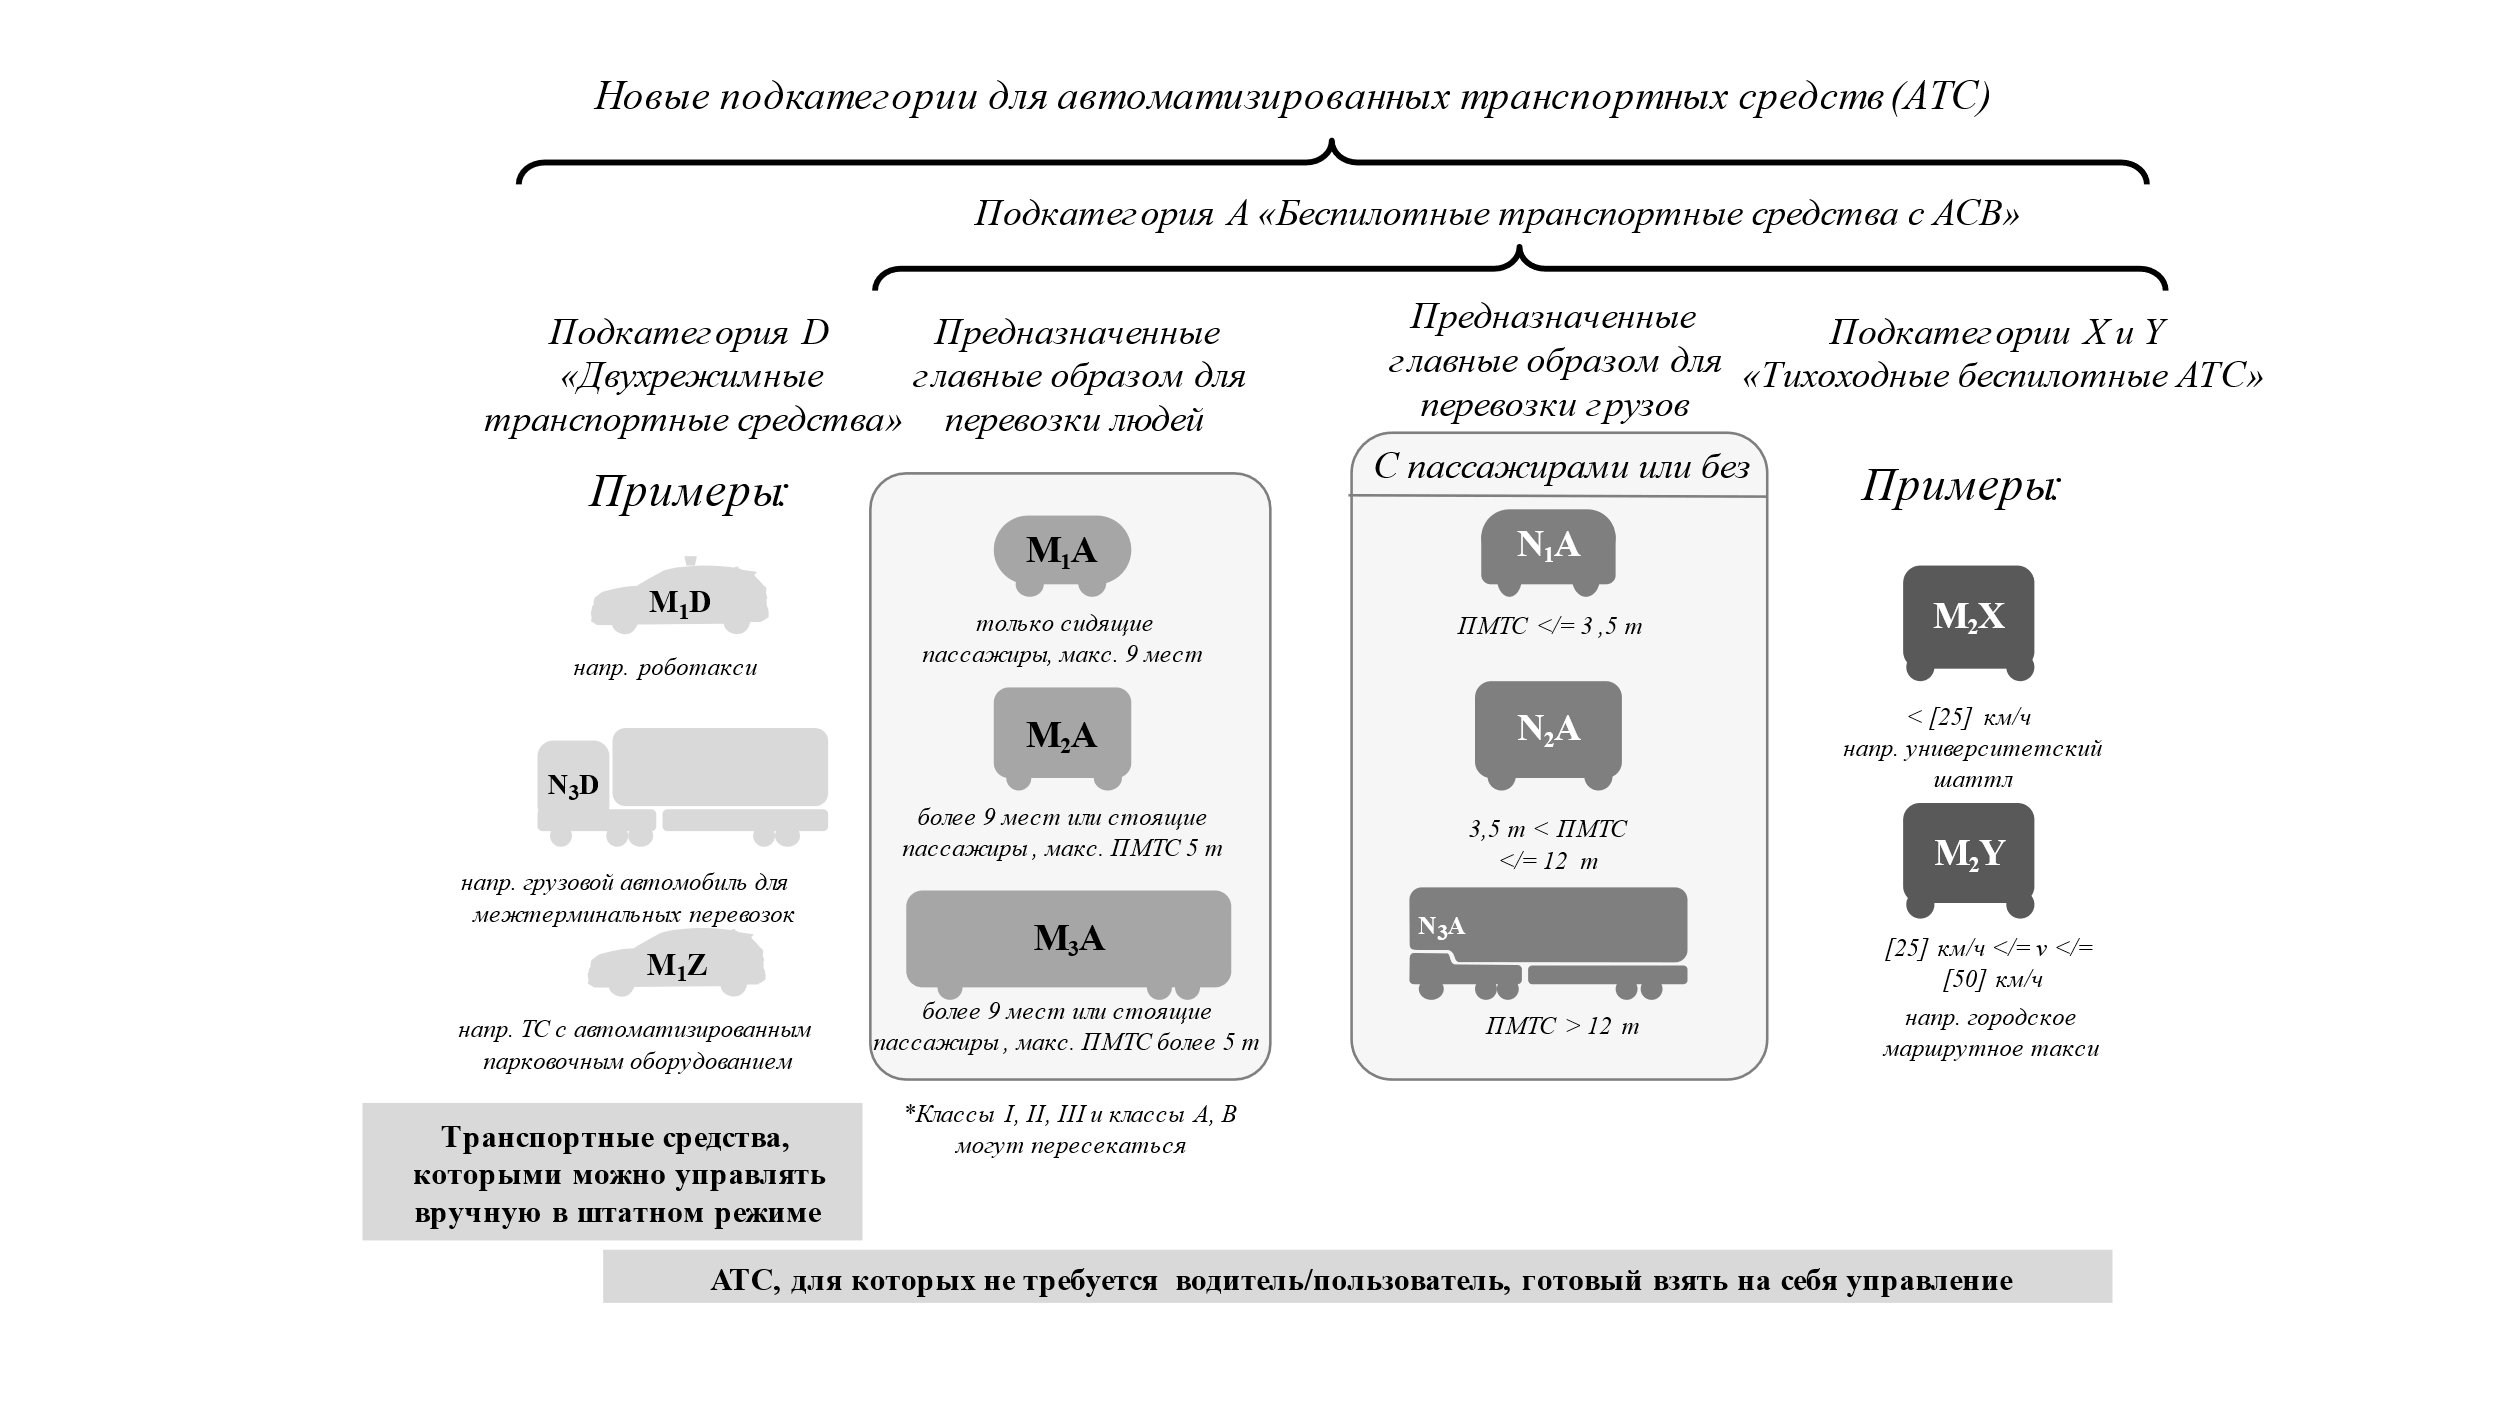 Новые подкатегории для автоматизированных транспортных средств (АТС)
Подкатегория A «Беспилотные транспортные средства с АСВ»
Подкатегория D
«Двухрежимные
транспортные средства»
Примеры:
M1D
напр. роботакси
N3D
напр. грузовой автомобиль для
межтерминальных перевозок
M1Z
напр. ТС с автоматизированным
парковочным оборудованием
Транспортные средства,
которыми можно управлять
вручную в штатном режиме
Предназначенные
главные образом для
перевозки людей
M1A
только сидящие
пассажиры, макс. 9 мест
M2A
более 9 мест или стоящие
пассажиры, макс. ПМТС 5 т
M3A
более 9 мест или стоящие
пассажиры, макс. ПМТС более 5 т
*Классы I, II, III и классы A, B
могут пересекаться
Предназначенные
главные образом для
перевозки грузов
С пассажирами или без
N1A
ПМТС </= 3,5 т
N2A
3,5 т < ПМТС
</= 12 т
N3A
ПМТС > 12 т
Подкатегории X и Y
«Тихоходные беспилотные АТС»
Примеры:
M2X
< [25] км/ч
напр. университетский
шаттл
M2Y
[25] км/ч </= v </=
[50] км/ч
напр. городское
маршрутное такси
АТС, для которых не требуется водитель/пользователь, готовый взять на себя управление